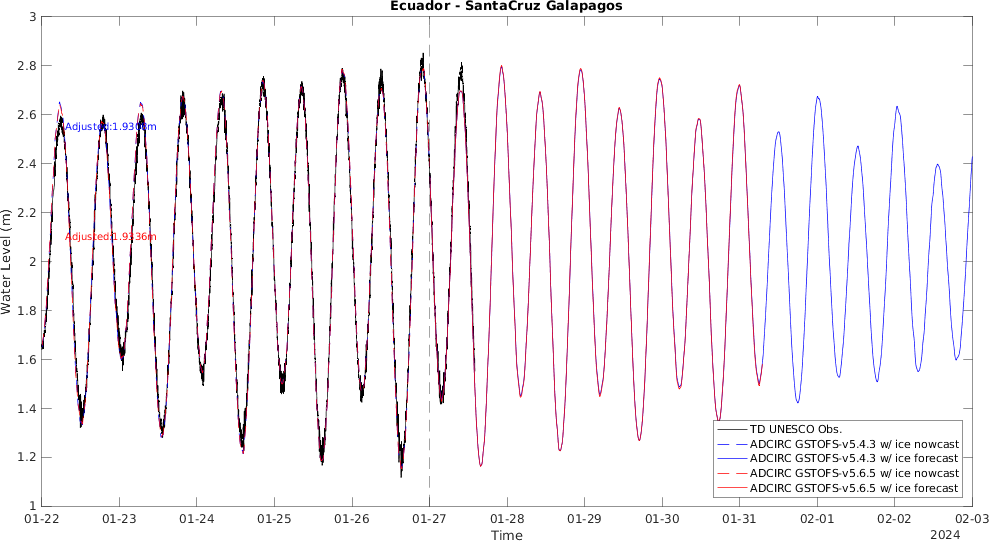 Ecuador - SantaCruz Galapagos
3
2.8
2.6
2.4
2.2
2
1.8
1.6
1.4
1.2
1
Water Level (m)
Adjusted:1.9306m
Adjusted:1.9336m
TD UNESCO Obs.
ADCIRC GSTOFS-v5.4.3 w/ ice nowcast
ADCIRC GSTOFS-v5.4.3 w/ ice forecast
ADCIRC GSTOFS-v5.6.5 w/ ice nowcast
ADCIRC GSTOFS-v5.6.5 w/ ice forecast
01-22 01-23 01-24 01-25 01-26 01-27 01-28 01-29 01-30 01-31 02-01 02-02 02-03
Time
2024